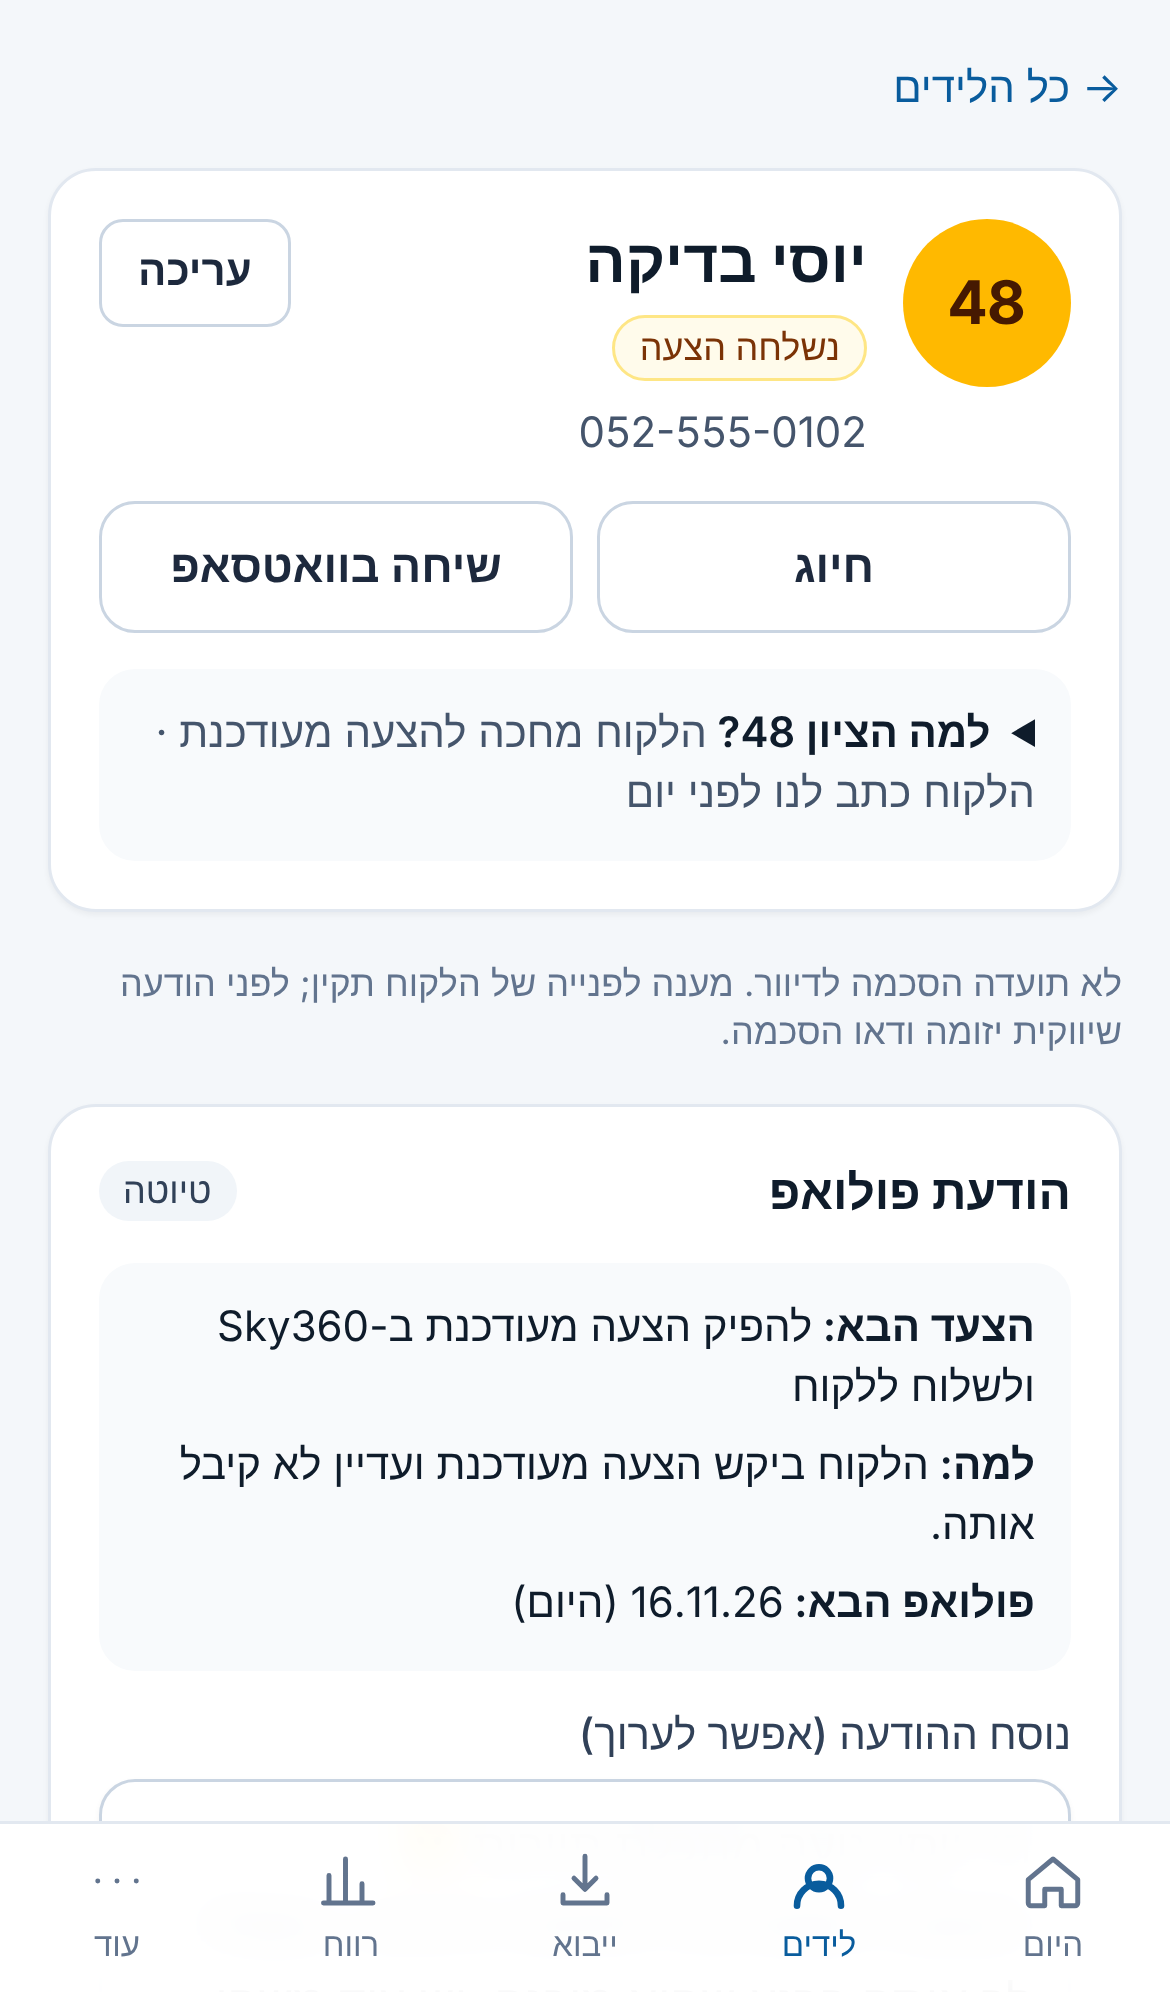 → כל הלידים
48
יוסי בדיקה
עריכה
נשלחה הצעה
052-555-0102
חיוג
שיחה בוואטסאפ
למה הציון 48? הלקוח מחכה להצעה מעודכנת ·
הלקוח כתב לנו לפני יום
לא תועדה הסכמה לדיוור. מענה לפנייה של הלקוח תקין; לפני הודעה
שיווקית יזומה ודאו הסכמה.
הודעת פולואפ
טיוטה
הצעד הבא: להפיק הצעה מעודכנת ב-Sky360
ולשלוח ללקוח
למה: הלקוח ביקש הצעה מעודכנת ועדיין לא קיבל
אותה.
פולואפ הבא: 16.11.26 (היום)
נוסח ההודעה (אפשר לערוך)
היום
לידים
ייבוא
רווח
עוד